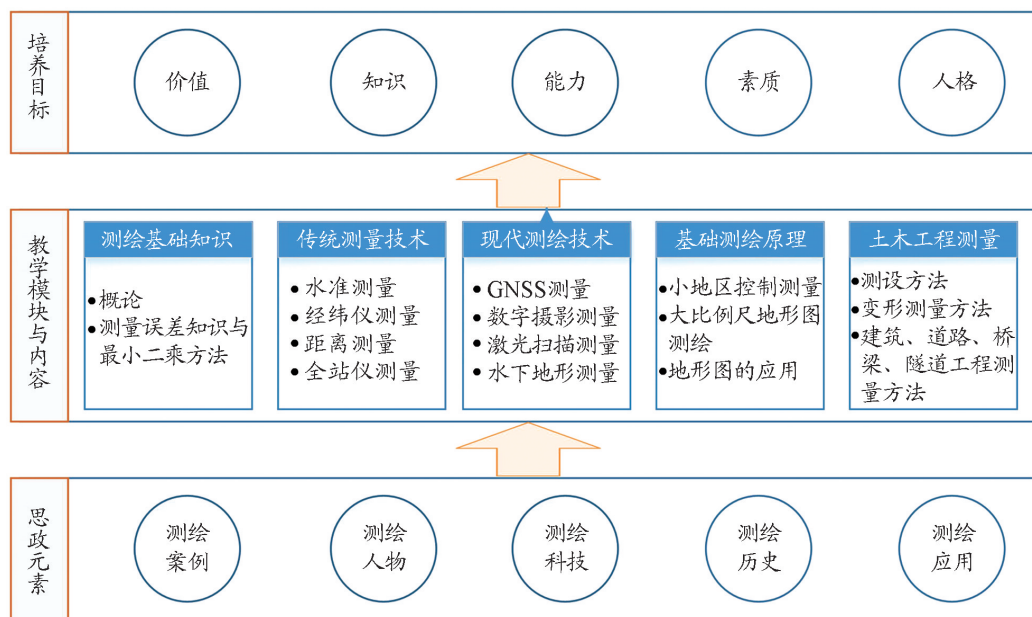 培养目标
价值
知识
能力
素质
人格
教学模块与内容
测绘基础知识
●概论
●测量误差知识与
最小二乘方法
传统测量技术
●水准测量
●经纬仪测量
●距离测量
●全站仪测量
现代测绘技术
●GNSS测量
●数字摄影测量
●激光扫描测量
●水下地形测量
基础测绘原理
●小地区控制测量
●大比例尺地形图
测绘
●地形图的应用
土木工程测量
●测设方法
●变形测量方法
●建筑、道路、桥
梁、隧道工程测
量方法
思政元素
测绘
案例
测绘
人物
测绘
科技
测绘
历史
测绘
应用